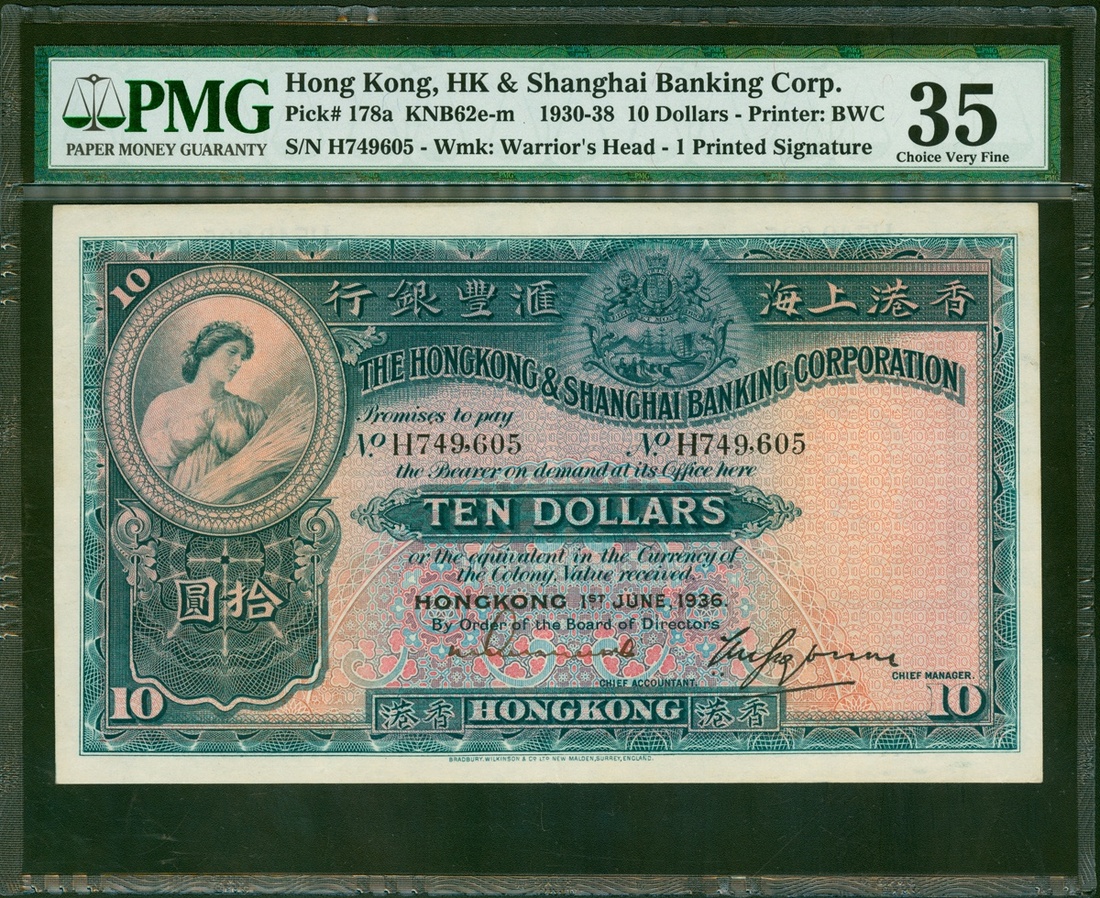 PMG
PAPER MONEY GUARANTY
Hong Kong, HK & Shanghai Banking Corp.
Pick# 178a KNB62e-m 1930-38 10 Dollars - Printer: BWC
S/N H749605 - Wmk: Warrior's Head - 1 Printed Signature
35
Choice Very Fine
10
行銀豐滙 海上港香
THE HONGKONG & SHANGHAI BANKING CORPORATION
Promises to pay
No. H749,605 No. H749,605
the Bearer on demand at its Office here
TEN DOLLARS
or the equivalent in the Currency of
the Colony, Value received.
圓拾
HONGKONG 1ST JUNE, 1936.
By Order of the Board of Directors
CHIEF ACCOUNTANT.
CHIEF MANAGER.
10 港香 HONGKONG 港香 10
BRADBURY, WILKINSON & CO LTD NEW MALDEN, SURREY, ENGLAND.